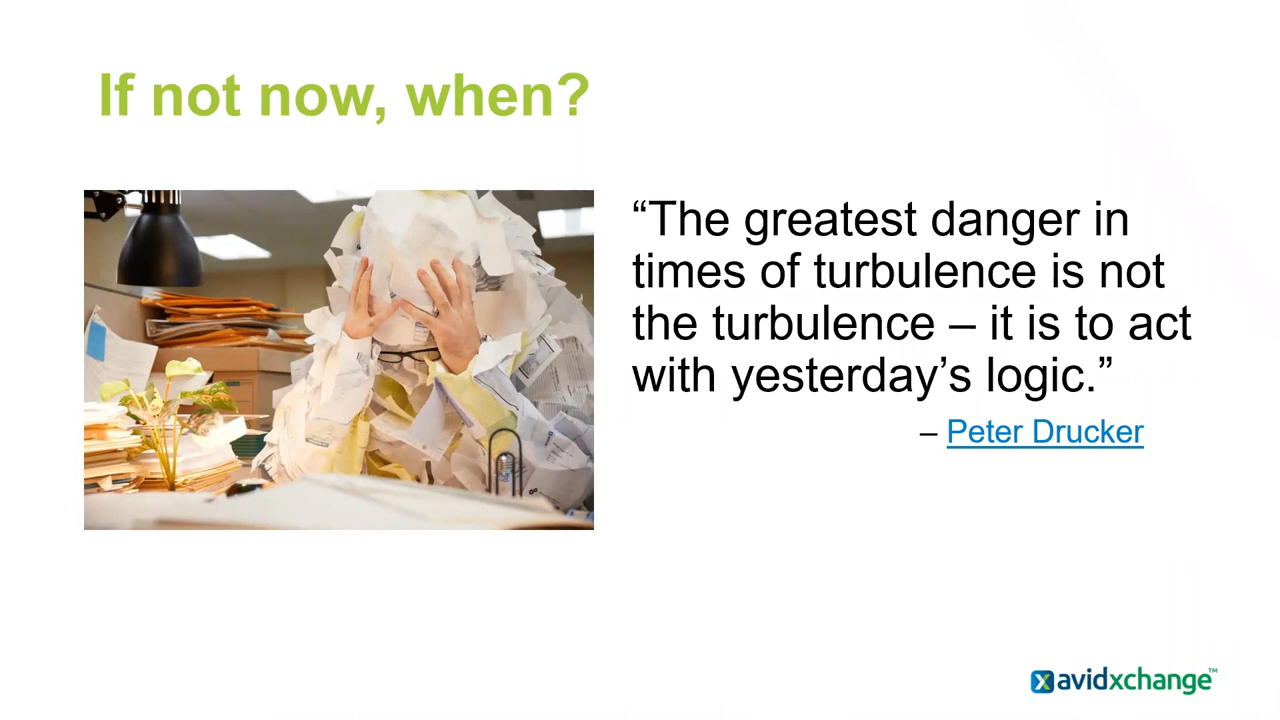 If not now, when?
“The greatest danger in
times of turbulence is not
the turbulence – it is to act
with yesterday’s logic.”
– Peter Drucker
avidxchange™